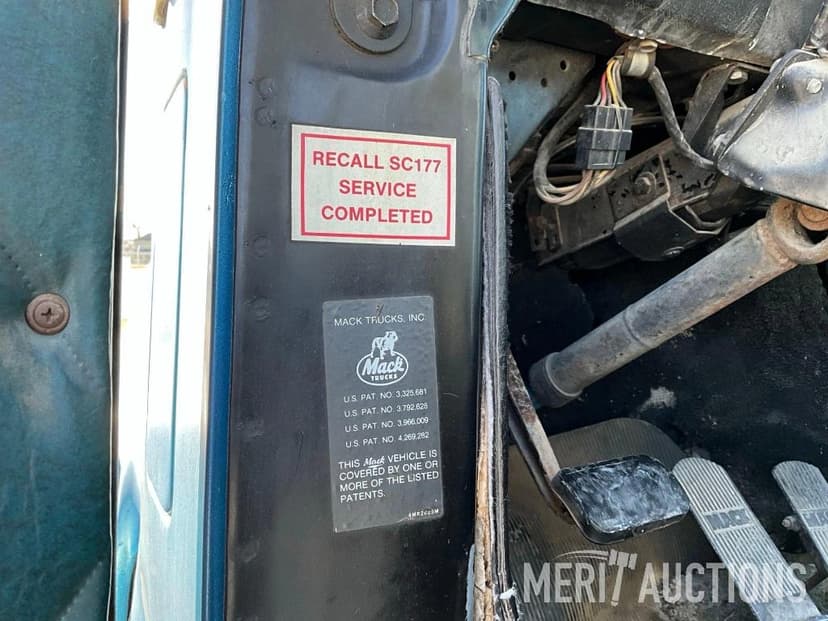 RECALL SC177
SERVICE
COMPLETED
MACK TRUCKS, INC
Mack
TRUCKS
U.S. PAT. NO. 3,325,681
U.S. PAT. NO. 3,792,628
U.S. PAT. NO. 3,966,009
U.S. PAT. NO. 4,269,282
THIS Mack VEHICLE IS
COVERED BY ONE OR
MORE OF THE LISTED
PATENTS.
MACK
MERIT AUCTIONS